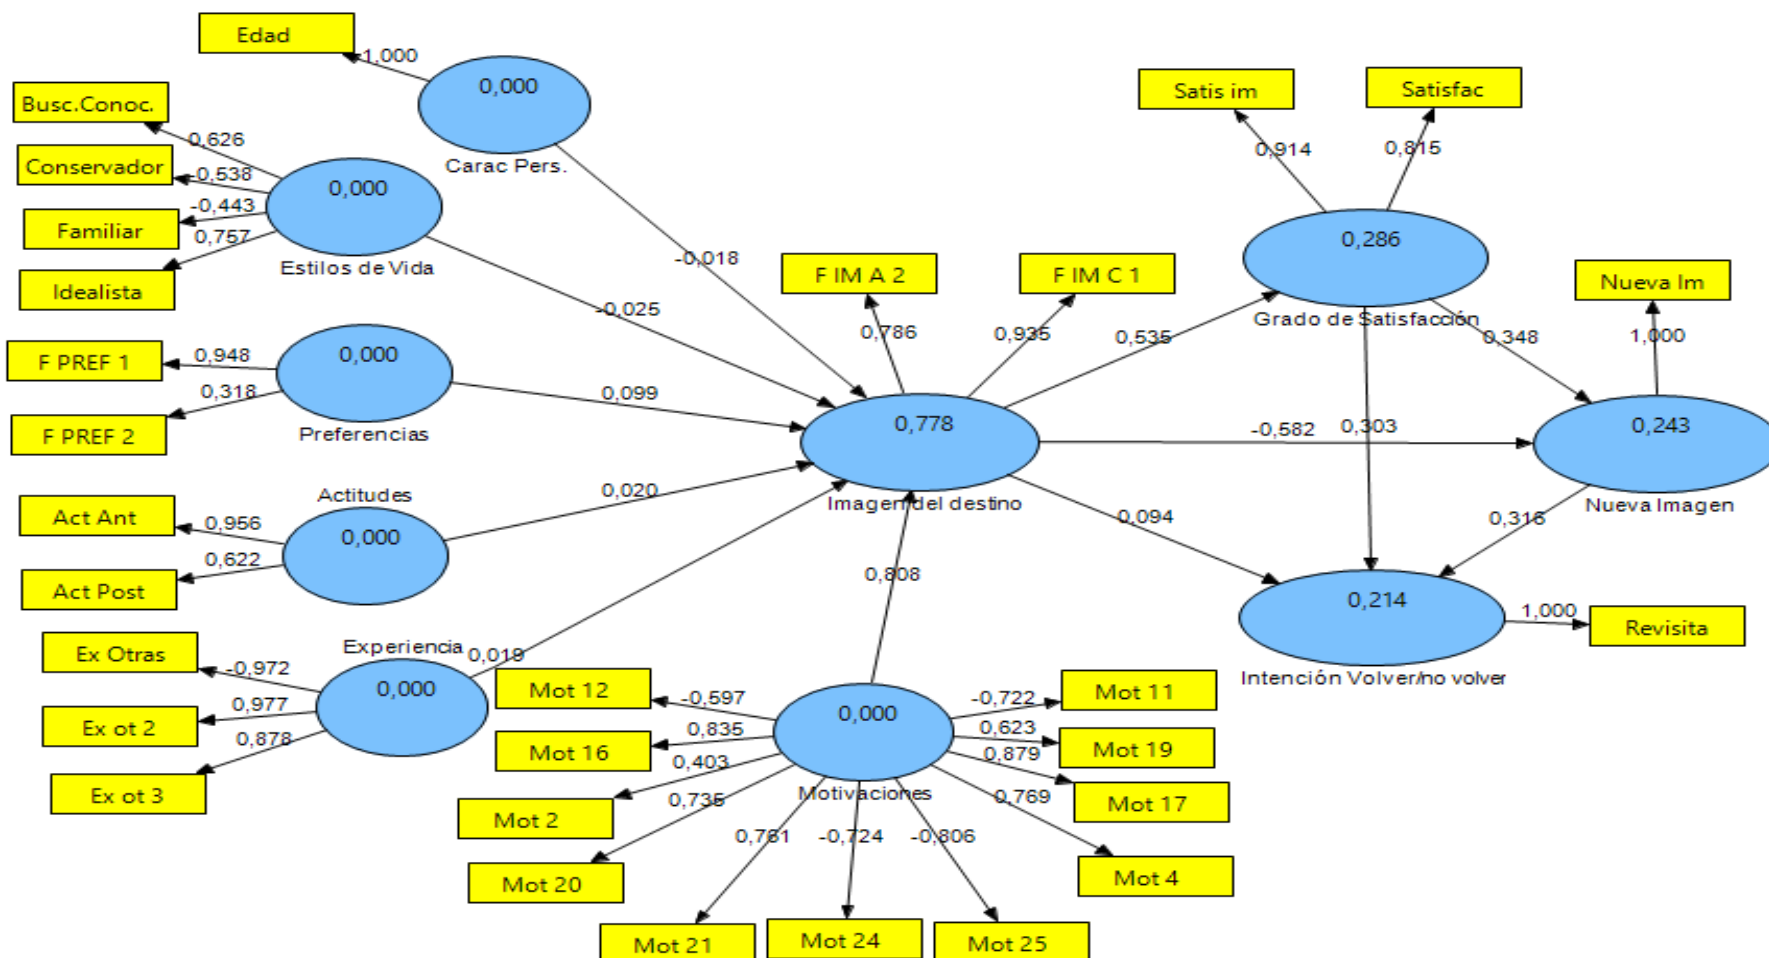 Edad
1,000
0,000
Carac Pers.
-0,018
Busc.Conoc.
0,626
Conservador
-0,538
Familiar
-0,443
0,757
Idealista
0,000
Estilos de Vida
-0,025
F PREF 1
0,948
0,318
F PREF 2
0,000
Preferencias
0,099
Actitudes
Act Ant
0,956
0,622
Act Post
0,000
0,020
Experiencia
Ex Otras
-0,972
0,977
Ex ot 2
0,878
Ex ot 3
0,000
0,019
F IM A 2
0,786
F IM C 1
0,935
0,778
Imagen del destino
0,808
0,535
-0,582
0,094
Satis im
0,914
Satisfac
0,815
0,286
Grado de Satisfacción
0,348
0,303
Nueva Im
1,000
0,243
Nueva Imagen
0,316
0,214
Intención Volver/no volver
1,000
Revisita
Mot 12
-0,597
Mot 16
0,835
0,403
Mot 2
0,735
Mot 20
0,761
Mot 21
-0,724
Mot 24
-0,806
Mot 25
0,000
Motivaciones
-0,722
Mot 11
0,623
Mot 19
0,879
Mot 17
0,769
Mot 4